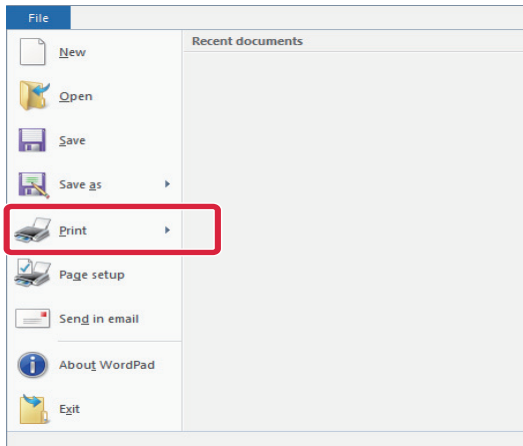 File
Recent documents
New
Open
Save
Save as
Print
Page setup
Send in email
About WordPad
Exit